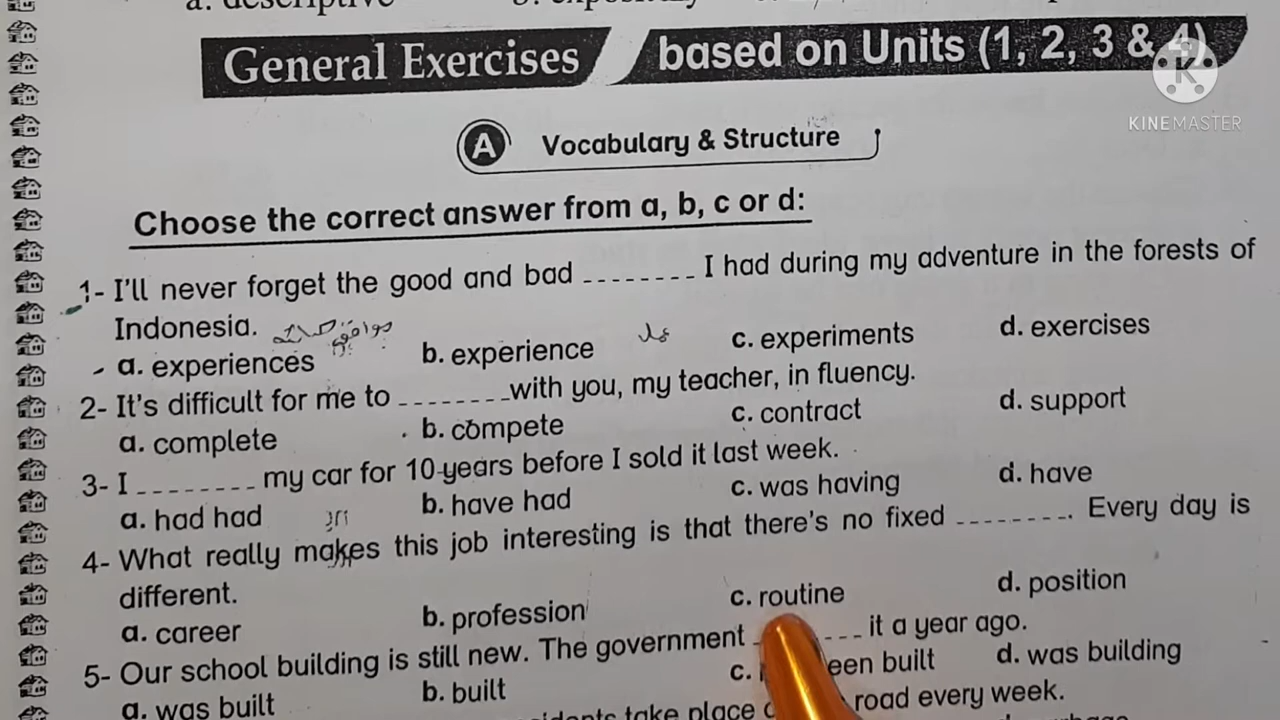 a. descriptive
General Exercises based on Units (1, 2, 3 & 4)
KINEMASTER
A Vocabulary & Structure
Choose the correct answer from a, b, c or d:
1- I'll never forget the good and bad ________ I had during my adventure in the forests of
Indonesia.
a. experiences b. experience c. experiments d. exercises
2- It's difficult for me to ________ with you, my teacher, in fluency.
a. complete b. compete c. contract d. support
3- I ________ my car for 10 years before I sold it last week.
a. had had b. have had c. was having d. have
4- What really makes this job interesting is that there's no fixed ________. Every day is
different.
a. career b. profession c. routine d. position
5- Our school building is still new. The government ________ it a year ago.
a. was built b. built c. een built d. was building
take place road every week.